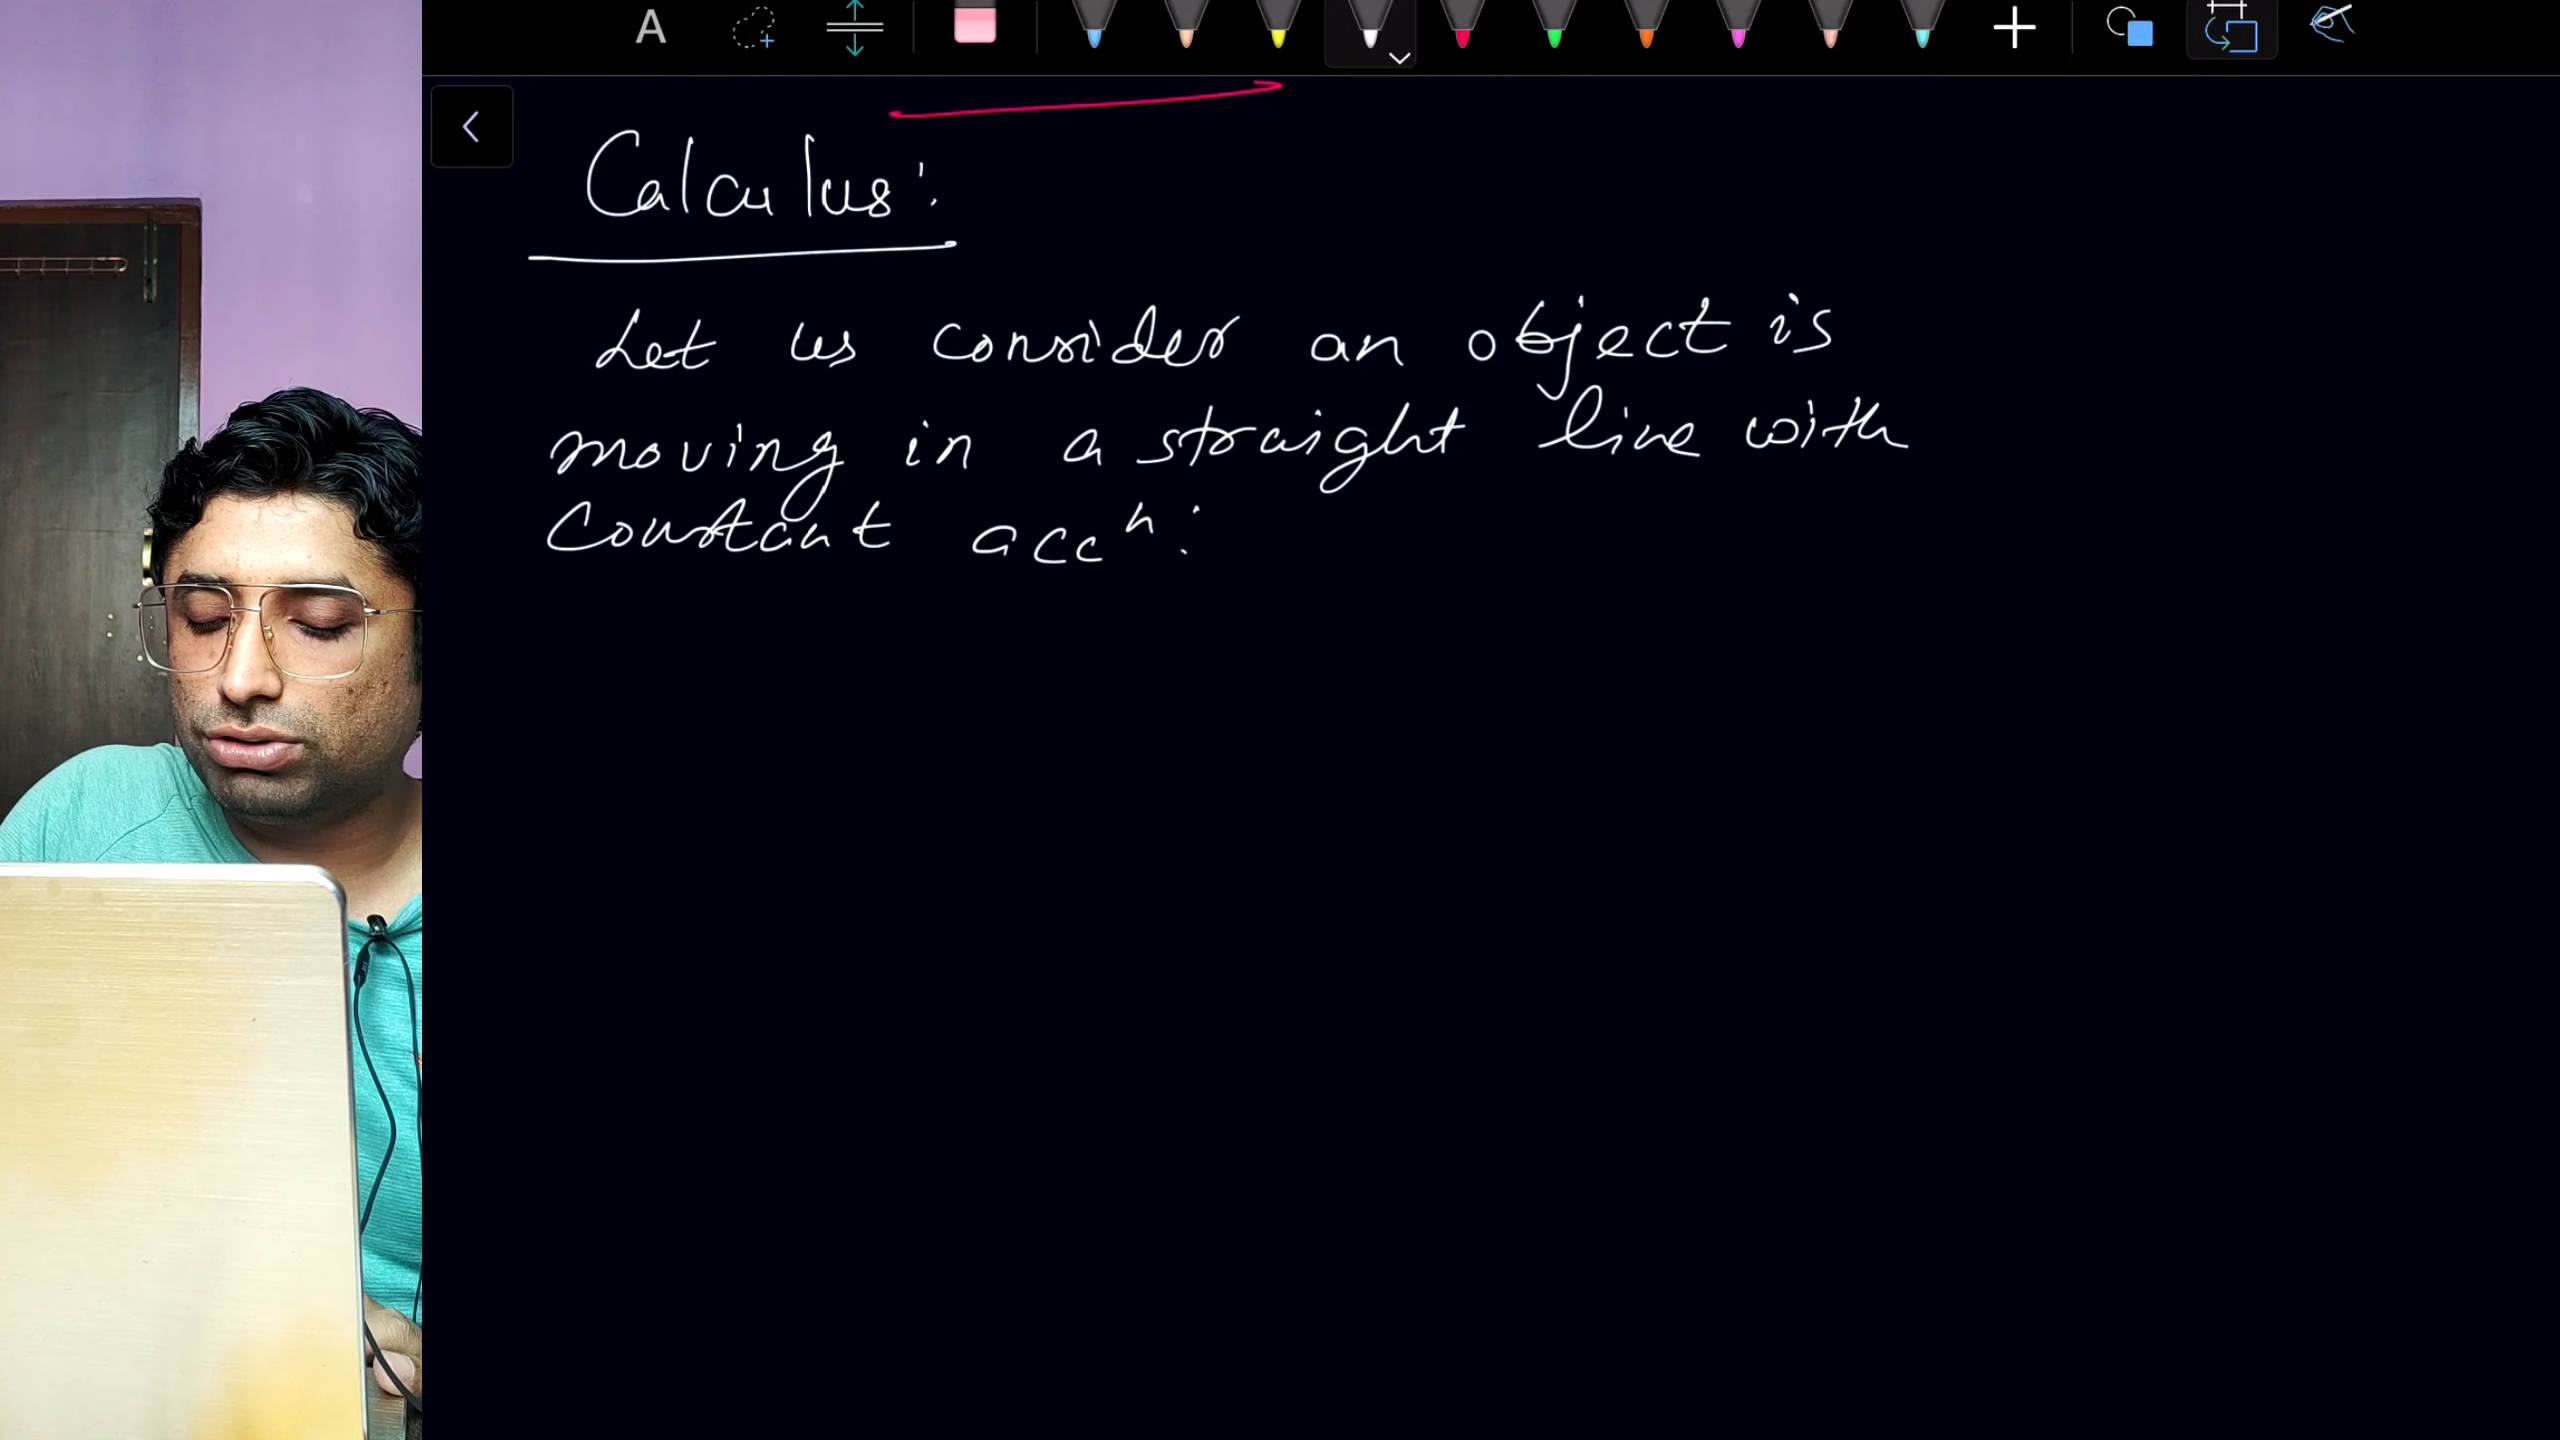 A
Calculus:
Let us consider an object is
moving in a straight line with
Constant accⁿ: